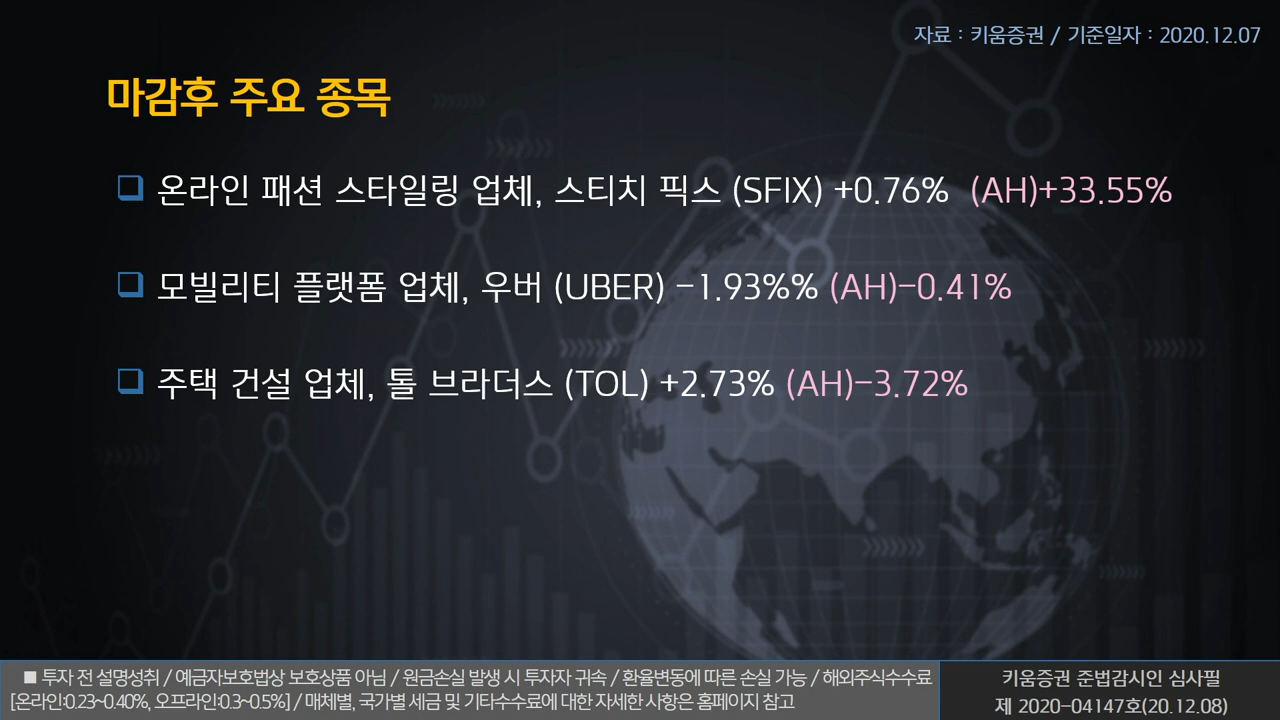 자료 : 키움증권 / 기준일자 : 2020.12.07
마감후 주요 종목
❑ 온라인 패션 스타일링 업체, 스티치 픽스 (SFIX) +0.76% (AH)+33.55%
❑ 모빌리티 플랫폼 업체, 우버 (UBER) -1.93%% (AH)-0.41%
❑ 주택 건설 업체, 톨 브라더스 (TOL) +2.73% (AH)-3.72%
■ 투자 전 설명성취 / 예금자보호법상 보호상품 아님 / 원금손실 발생 시 투자자 귀속 / 환율변동에 따른 손실 가능 / 해외주식수수료
[온라인:0.23~0.40%, 오프라인:0.3~0.5%] / 매체별, 국가별 세금 및 기타수수료에 대한 자세한 사항은 홈페이지 참고
키움증권 준법감시인 심사필
제 2020-04147호(20.12.08)